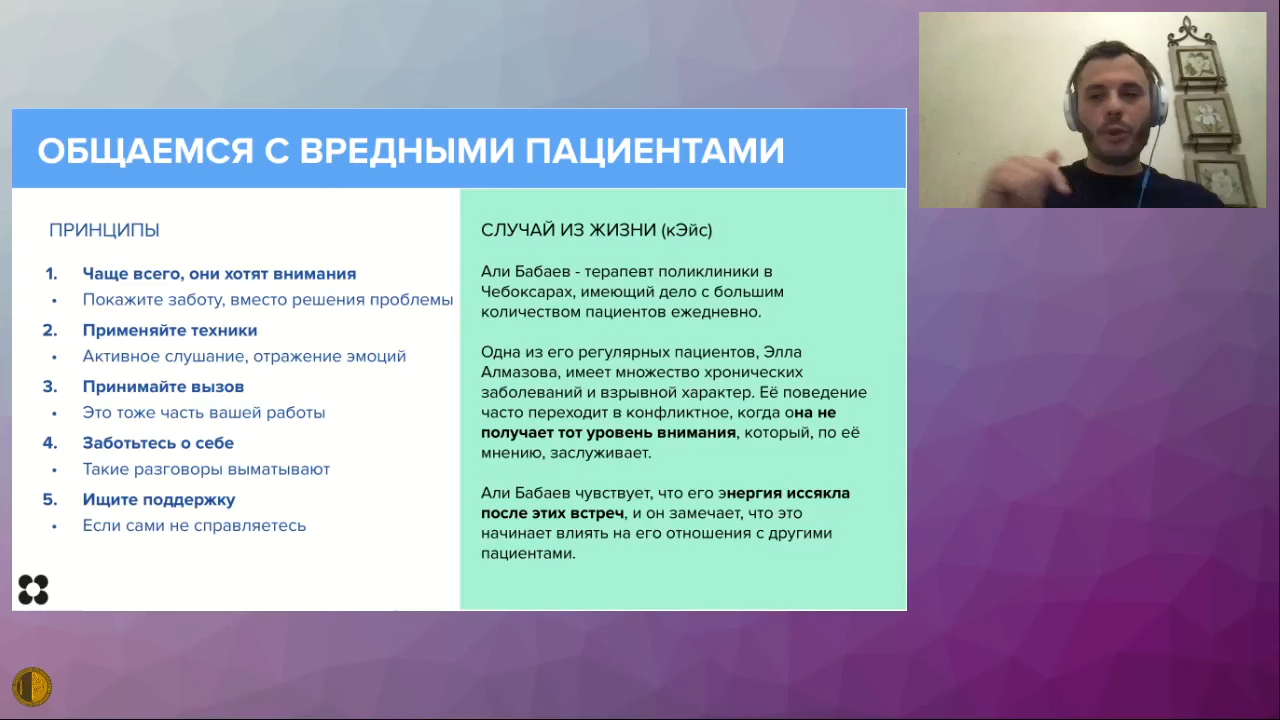 ОБЩАЕМСЯ С ВРЕДНЫМИ ПАЦИЕНТАМИ
ПРИНЦИПЫ
1. Чаще всего, они хотят внимания
• Покажите заботу, вместо решения проблемы
2. Применяйте техники
• Активное слушание, отражение эмоций
3. Принимайте вызов
• Это тоже часть вашей работы
4. Заботьтесь о себе
• Такие разговоры выматывают
5. Ищите поддержку
• Если сами не справляетесь
СЛУЧАЙ ИЗ ЖИЗНИ (кЭйс)
Али Бабаев - терапевт поликлиники в
Чебоксарах, имеющий дело с большим
количеством пациентов ежедневно.
Одна из его регулярных пациентов, Элла
Алмазова, имеет множество хронических
заболеваний и взрывной характер. Её поведение
часто переходит в конфликтное, когда она не
получает тот уровень внимания, который, по её
мнению, заслуживает.
Али Бабаев чувствует, что его энергия иссякла
после этих встреч, и он замечает, что это
начинает влиять на его отношения с другими
пациентами.